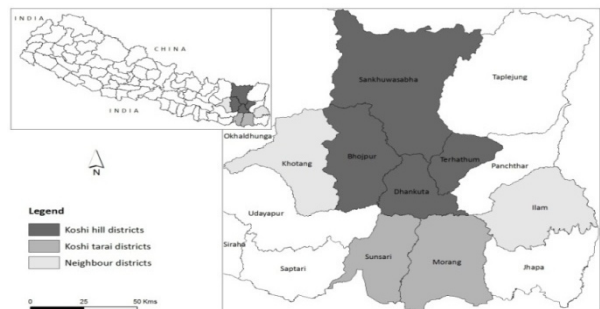 INDIA
CHINA
INDIA
Sankhuwasabha
Taplejung
Okhaldhunga
Khotang
Bhojpur
Terhathum
Panchthar
Dhankuta
N
Ilam
Udayapur
Legend
Koshi hill districts
Koshi tarai districts
Neighbour districts
Siraha
Saptari
Sunsari
Morang
Jhapa
0 25 50 Kms